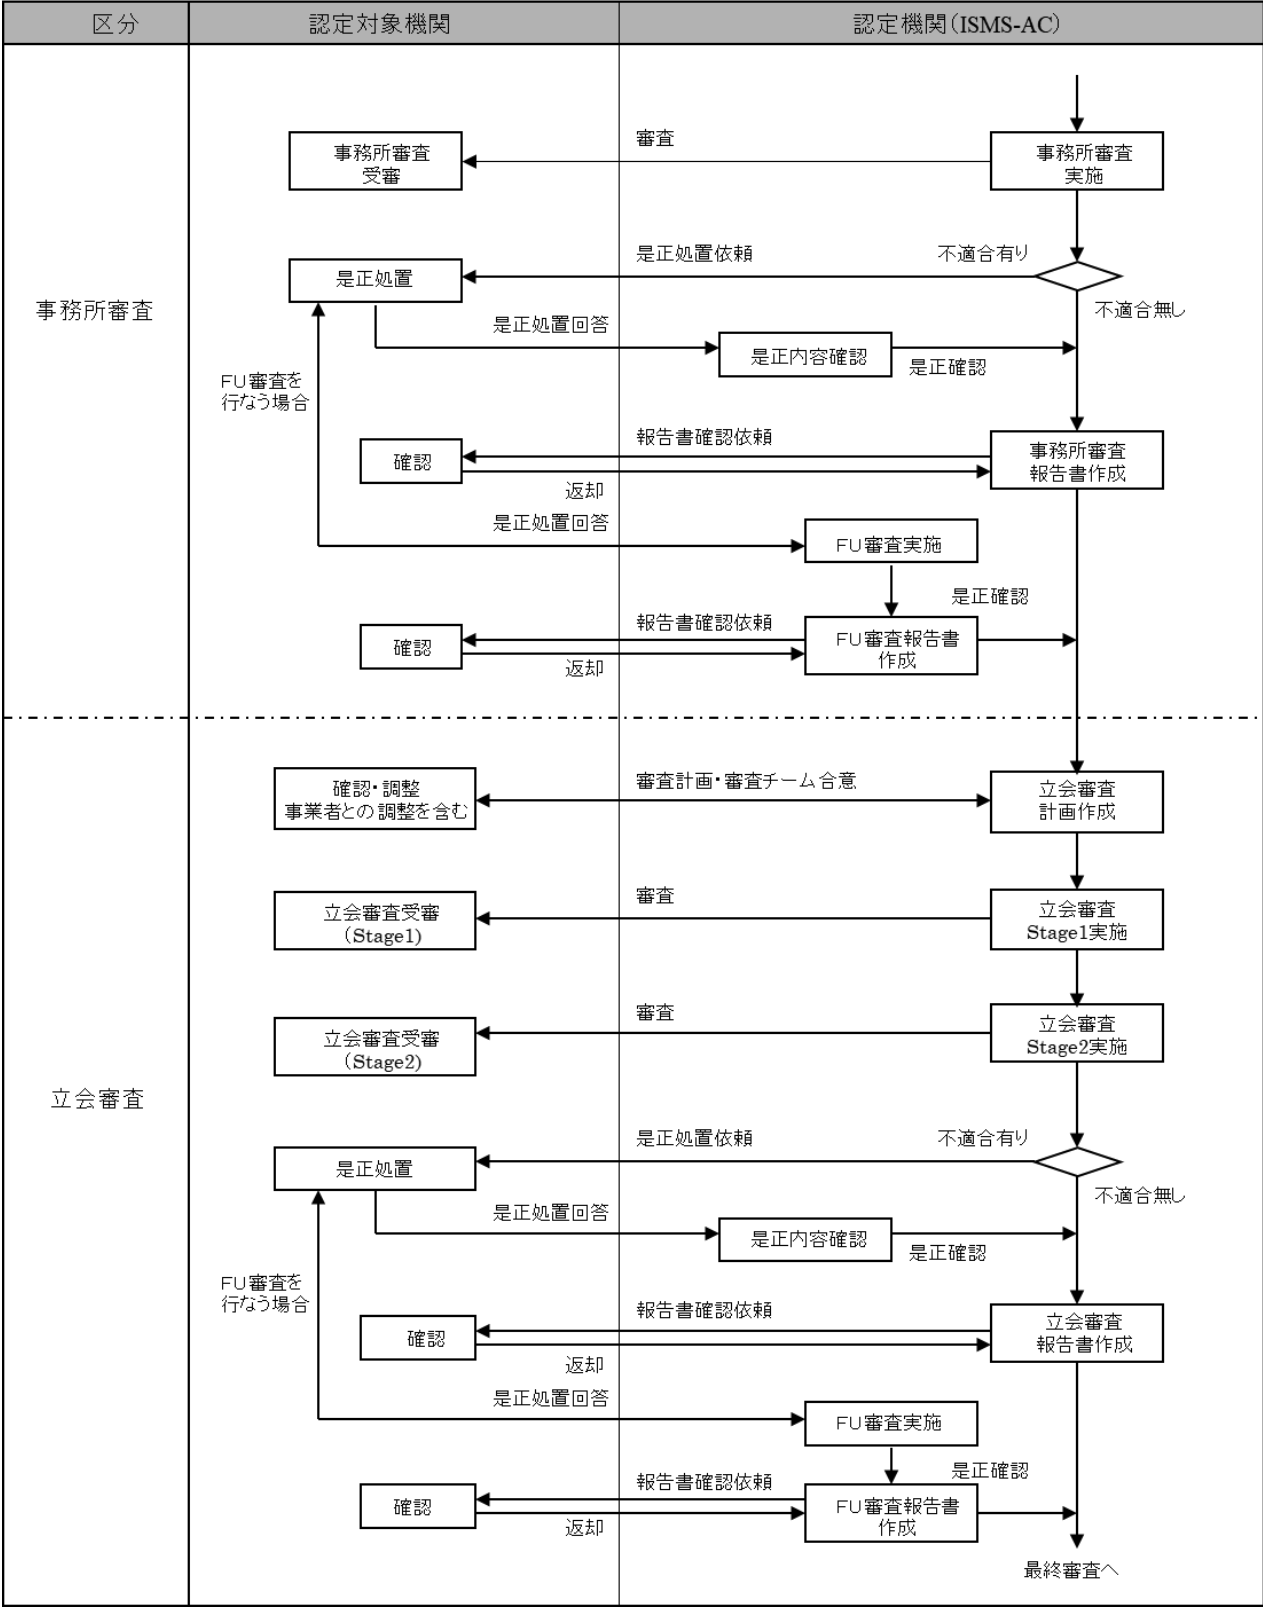 区分
認定対象機関
認定機関(ISMS-AC)
事務所審査
審査
事務所審査
受審
事務所審査
実施
是正処置依頼
不適合有り
是正処置
不適合無し
是正処置回答
是正内容確認
是正確認
FU審査を
行なう場合
報告書確認依頼
確認
事務所審査
報告書作成
返却
是正処置回答
FU審査実施
是正確認
報告書確認依頼
確認
FU審査報告書
作成
返却
立会審査
確認・調整
事業者との調整を含む
審査計画・審査チーム合意
立会審査
計画作成
審査
立会審査受審
(Stage1)
立会審査
Stage1実施
審査
立会審査受審
(Stage2)
立会審査
Stage2実施
是正処置依頼
不適合有り
是正処置
不適合無し
是正処置回答
是正内容確認
是正確認
FU審査を
行なう場合
報告書確認依頼
確認
立会審査
報告書作成
返却
是正処置回答
FU審査実施
是正確認
報告書確認依頼
確認
FU審査報告書
作成
返却
最終審査へ